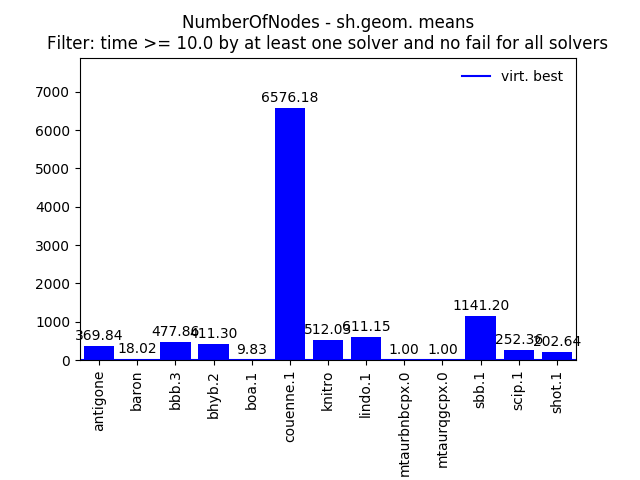 NumberOfNodes - sh.geom. means
Filter: time >= 10.0 by at least one solver and no fail for all solvers
virt. best
7000
6000
5000
4000
3000
2000
1000
0
369.84
18.02
477.86
411.30
9.83
6576.18
512.05
611.15
1.00
1.00
1141.20
252.36
202.64
antigone
baron
bbb.3
bhyb.2
boa.1
couenne.1
knitro
lindo.1
mtaurbnbcpx.0
mtaurqgcpx.0
sbb.1
scip.1
shot.1